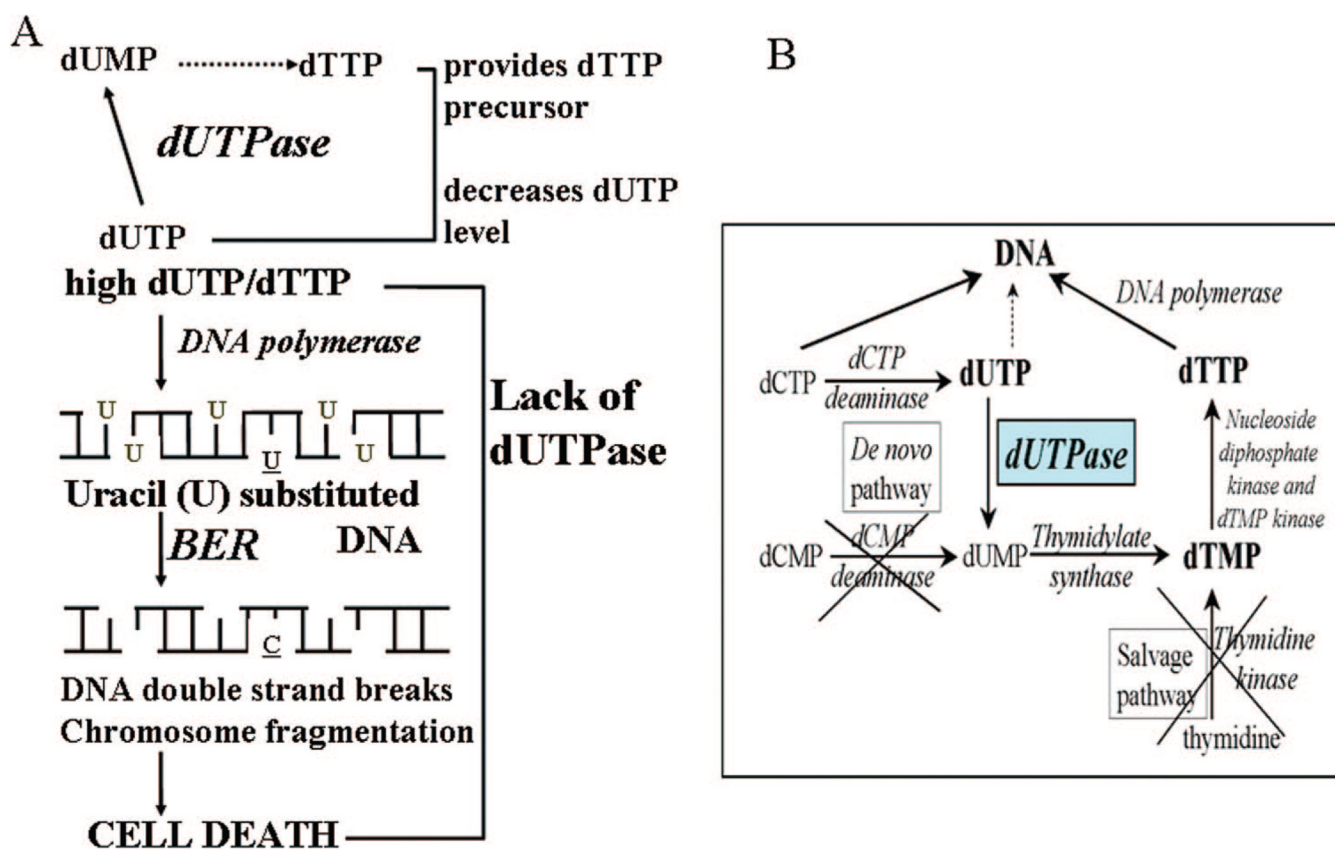 A
dUMP
dTTP
provides dTTP
precursor
dUTPase
decreases dUTP
level
dUTP
high dUTP/dTTP
DNA polymerase
U
U
U
U
U
U
Lack of
dUTPase
Uracil (U) substituted
DNA
BER
C
DNA double strand breaks
Chromosome fragmentation
CELL DEATH
B
DNA
DNA polymerase
dCTP
dCTP
deaminase
dUTP
dTTP
De novo
pathway
dUTPase
Nucleoside
diphosphate
kinase and
dTMP kinase
dCMP
dCMP
deaminase
dUMP
Thymidylate
synthase
dTMP
Salvage
pathway
Thymidine
kinase
thymidine